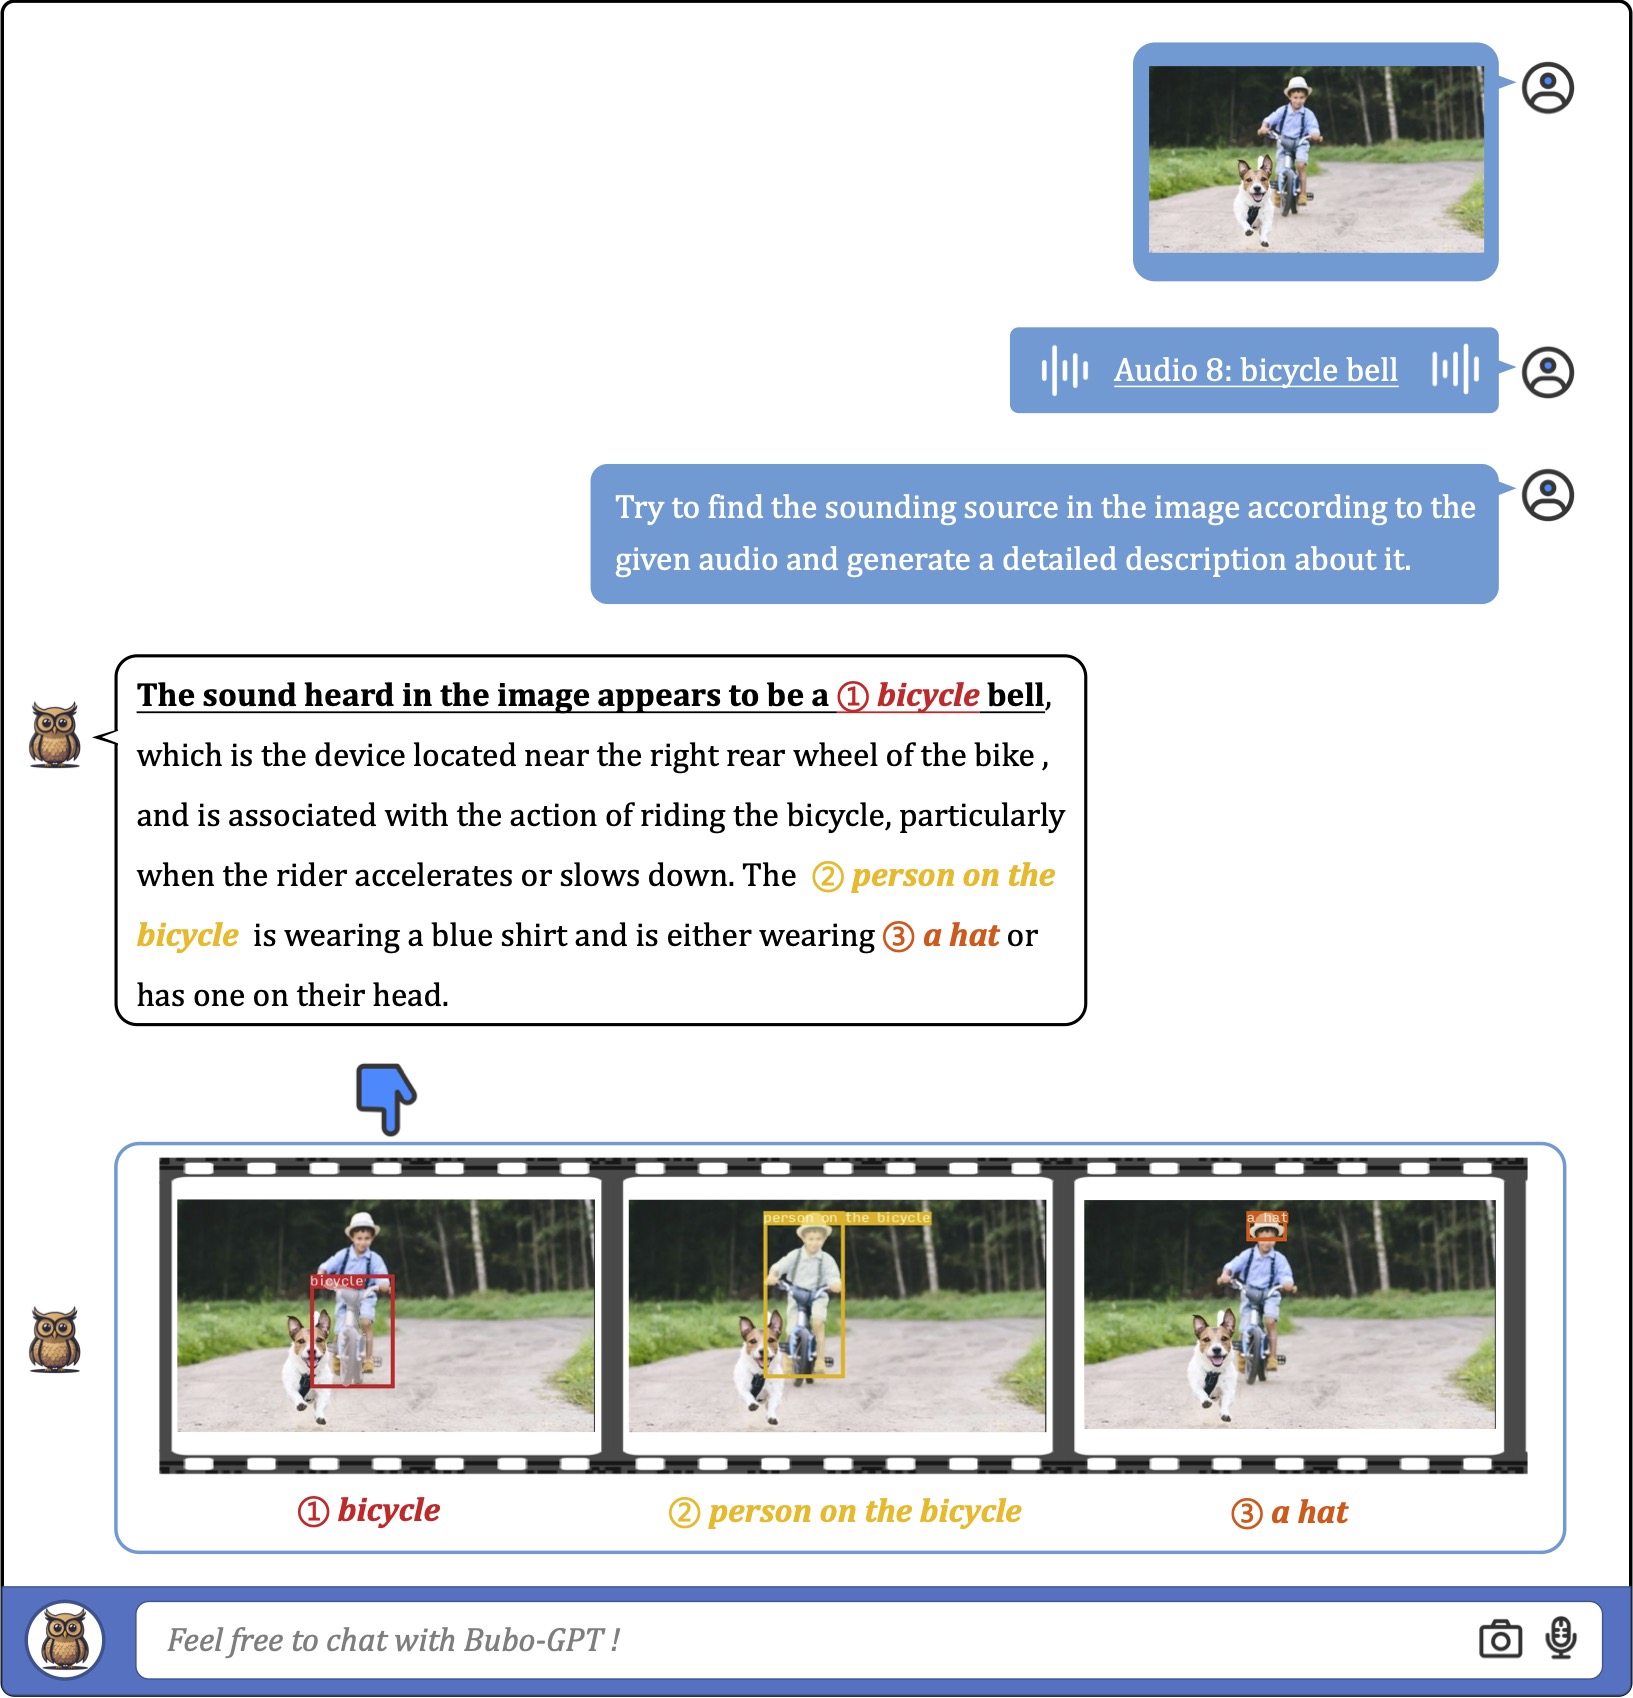 Audio 8: bicycle bell
Try to find the sounding source in the image according to the
given audio and generate a detailed description about it.
The sound heard in the image appears to be a ① bicycle bell,
which is the device located near the right rear wheel of the bike ,
and is associated with the action of riding the bicycle, particularly
when the rider accelerates or slows down. The ② person on the
bicycle is wearing a blue shirt and is either wearing ③ a hat or
has one on their head.
bicycle
person on the bicycle
a hat
① bicycle
② person on the bicycle
③ a hat
Feel free to chat with Bubo-GPT !